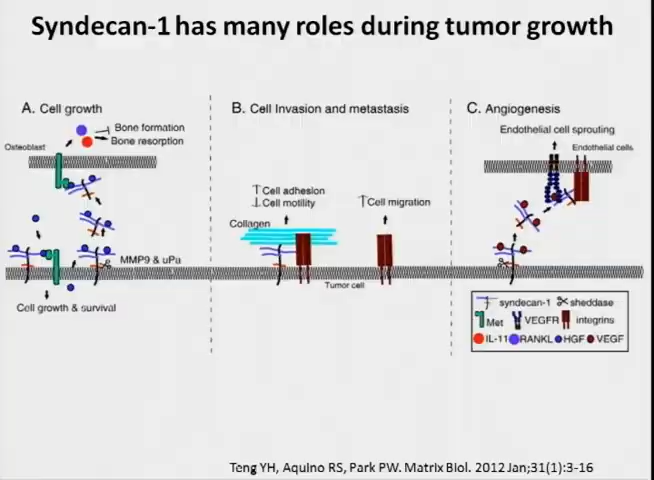 Syndecan-1 has many roles during tumor growth
A. Cell growth
Osteoblast
Bone formation
Bone resorption
MMP9 & uPa
Cell growth & survival
B. Cell Invasion and metastasis
Cell adhesion
Cell motility
Collagen
Cell migration
Tumor cell
C. Angiogenesis
Endothelial cell sprouting
Endothelial cells
syndecan-1 sheddase
Met VEGFR integrins
IL-11 RANKL HGF VEGF
Teng YH, Aquino RS, Park PW. Matrix Biol. 2012 Jan;31(1):3-16